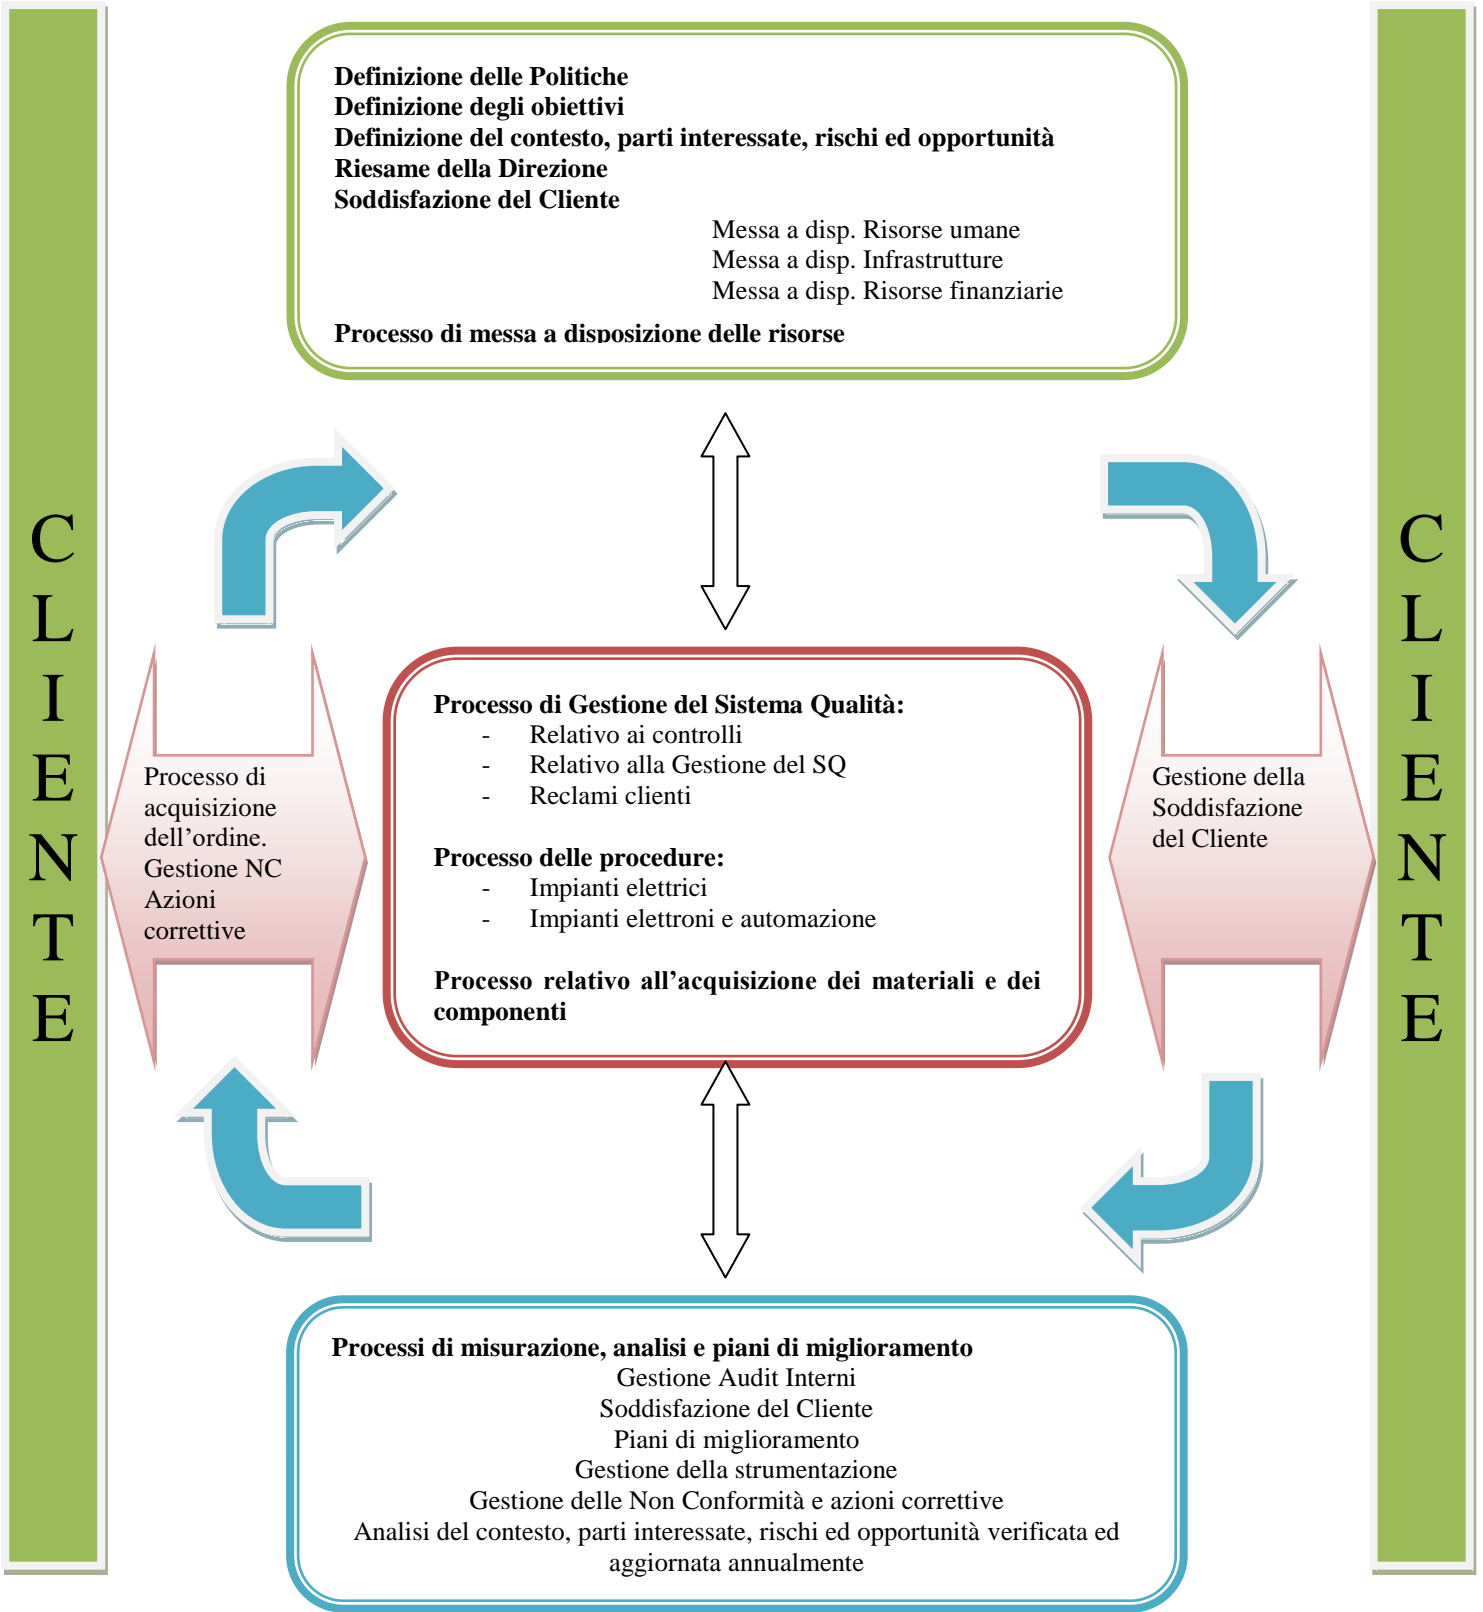 Definizione delle Politiche
Definizione degli obiettivi
Definizione del contesto, parti interessate, rischi ed opportunità
Riesame della Direzione
Soddisfazione del Cliente
Messa a disp. Risorse umane
Messa a disp. Infrastrutture
Messa a disp. Risorse finanziarie
Processo di messa a disposizione delle risorse
C
L
I
E
N
T
E
Processo di
acquisizione
dell’ordine.
Gestione NC
Azioni
correttive
Processo di Gestione del Sistema Qualità:
- Relativo ai controlli
- Relativo alla Gestione del SQ
- Reclami clienti
Processo delle procedure:
- Impianti elettrici
- Impianti elettroni e automazione
Processo relativo all’acquisizione dei materiali e dei
componenti
Gestione della
Soddisfazione
del Cliente
C
L
I
E
N
T
E
Processi di misurazione, analisi e piani di miglioramento
Gestione Audit Interni
Soddisfazione del Cliente
Piani di miglioramento
Gestione della strumentazione
Gestione delle Non Conformità e azioni correttive
Analisi del contesto, parti interessate, rischi ed opportunità verificata ed
aggiornata annualmente